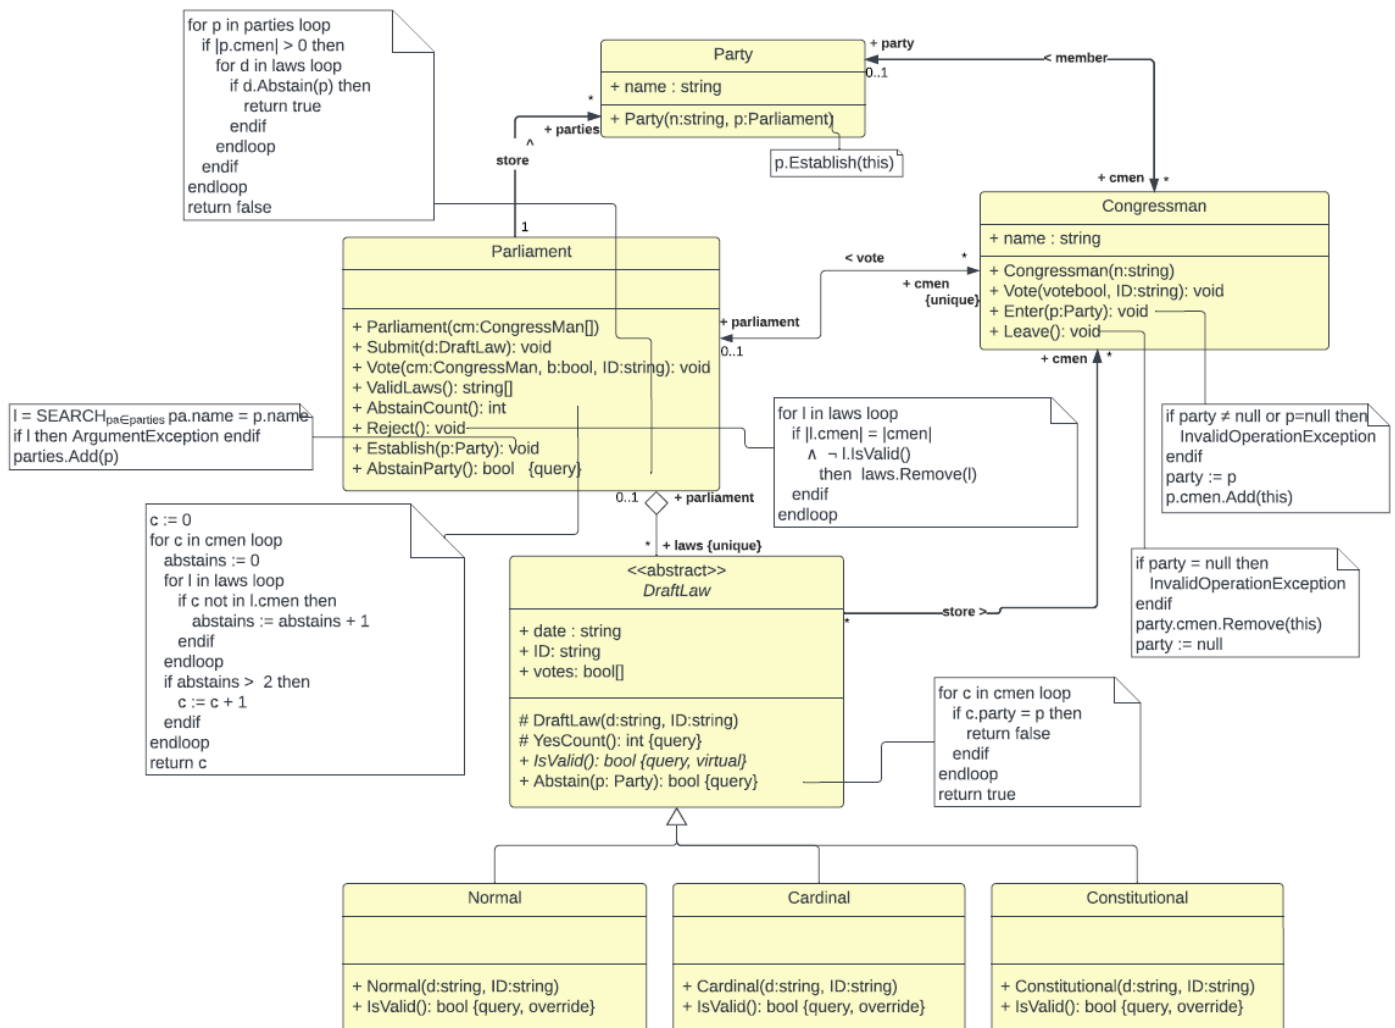 for p in parties loop
if |p.cmen| > 0 then
for d in laws loop
if d.Abstain(p) then
return true
endif
endloop
endif
endloop
return false
Party
+ name : string
+ Party(n:string, p:Parliament)
p.Establish(this)
+ party
0..1
< member
+ cmen
*
*
+ parties
^
store
1
Congressman
+ name : string
+ Congressman(n:string)
+ Vote(votebool, ID:string): void
+ Enter(p:Party): void
+ Leave(): void
< vote
*
+ cmen
{unique}
+ parliament
0..1
+ cmen
*
Parliament
+ Parliament(cm:CongressMan[])
+ Submit(d:DraftLaw): void
+ Vote(cm:CongressMan, b:bool, ID:string): void
+ ValidLaws(): string[]
+ AbstainCount(): int
+ Reject(): void
+ Establish(p:Party): void
+ AbstainParty(): bool {query}
l = SEARCHpa∈parties pa.name = p.name
if l then ArgumentException endif
parties.Add(p)
for l in laws loop
if |l.cmen| = |cmen|
∧ ¬ l.IsValid()
then laws.Remove(l)
endif
endloop
if party ≠ null or p=null then
InvalidOperationException
endif
party := p
p.cmen.Add(this)
if party = null then
InvalidOperationException
endif
party.cmen.Remove(this)
party := null
c := 0
for c in cmen loop
abstains := 0
for l in laws loop
if c not in l.cmen then
abstains := abstains + 1
endif
endloop
if abstains > 2 then
c := c + 1
endif
endloop
return c
0..1
+ parliament
* + laws {unique}
<<abstract>>
DraftLaw
+ date : string
+ ID: string
+ votes: bool[]
# DraftLaw(d:string, ID:string)
# YesCount(): int {query}
+ IsValid(): bool {query, virtual}
+ Abstain(p: Party): bool {query}
store >
*
for c in cmen loop
if c.party = p then
return false
endif
endloop
return true
Normal
+ Normal(d:string, ID:string)
+ IsValid(): bool {query, override}
Cardinal
+ Cardinal(d:string, ID:string)
+ IsValid(): bool {query, override}
Constitutional
+ Constitutional(d:string, ID:string)
+ IsValid(): bool {query, override}